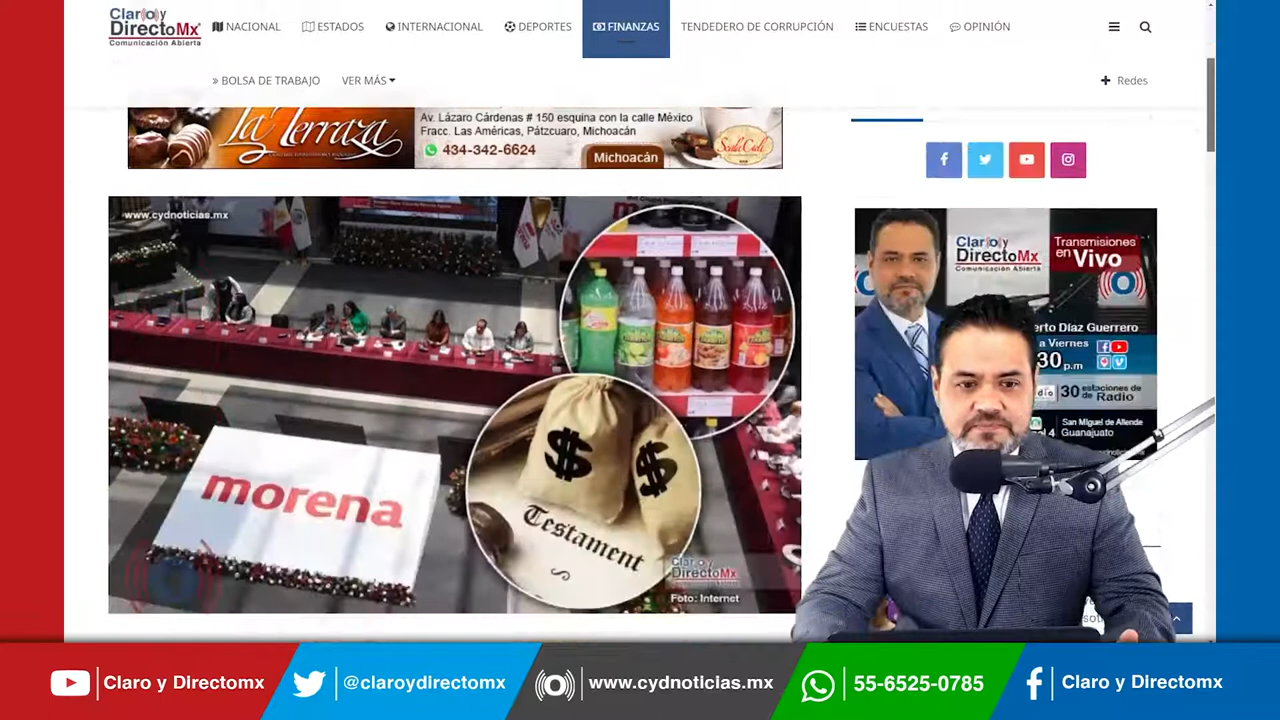 Claro y
DirectoMx
Comunicación Abierta
NACIONAL
ESTADOS
INTERNACIONAL
DEPORTES
FINANZAS
TENDEDERO DE CORRUPCIÓN
ENCUESTAS
OPINIÓN
» BOLSA DE TRABAJO
VER MÁS
+ Redes
La Terraza
Av. Lázaro Cárdenas # 150 esquina con la calle México
Fracc. Las Américas, Pátzcuaro, Michoacán
434-342-6624
Michoacán
www.cydnoticias.mx
morena
$
$
Testament
Claro y
DirectoMx
Foto: Internet
Claro y
DirectoMx
Comunicación Abierta
Transmisiones
en Vivo
erto Díaz Guerrero
a Viernes
30 p.m
30 estaciones de
de Radio
San Miguel de Allende
Guanajuato
Claro y Directomx
@claroydirectomx
www.cydnoticias.mx
55-6525-0785
Claro y Directomx